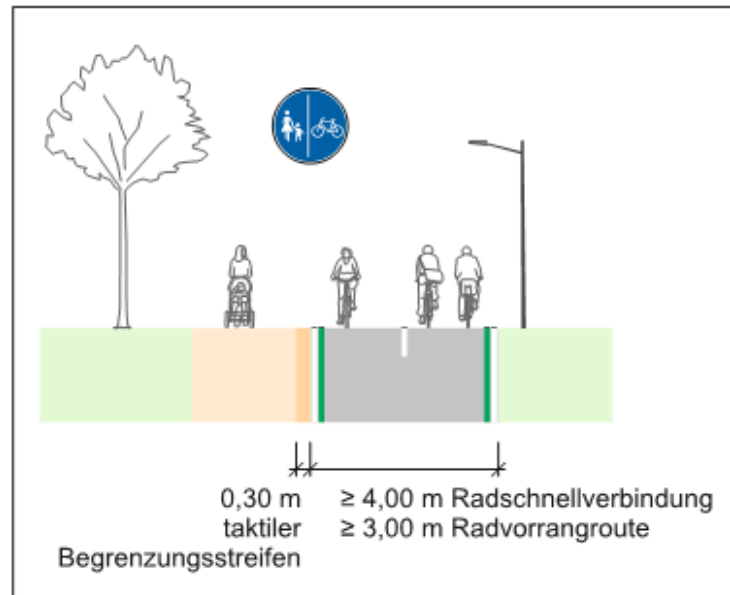 0,30 m
taktiler
Begrenzungsstreifen
≥ 4,00 m Radschnellverbindung
≥ 3,00 m Radvorrangroute